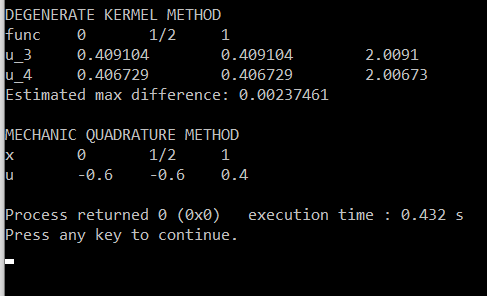 DEGENERATE KERNEL METHOD
func 0 1/2 1
u_3 0.409104 0.409104 2.0091
u_4 0.406729 0.406729 2.00673
Estimated max difference: 0.00237461
MECHANIC QUADRATURE METHOD
x 0 1/2 1
u -0.6 -0.6 0.4
Process returned 0 (0x0) execution time : 0.432 s
Press any key to continue.